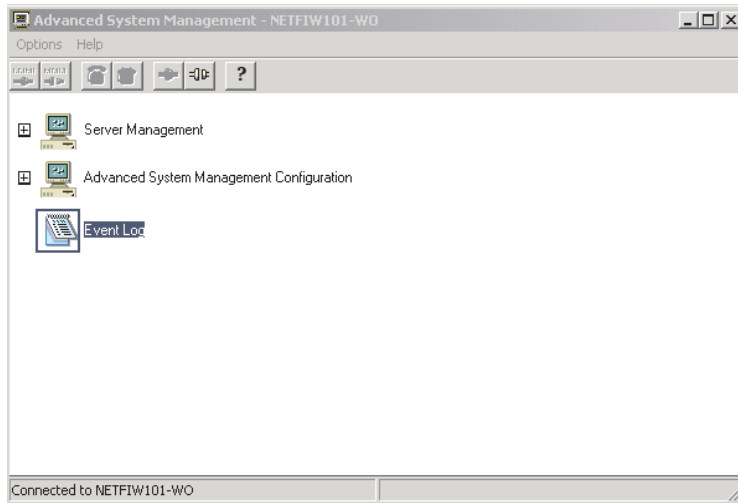 Advanced System Management - NETFIW101-WO
Options Help
?
Server Management
Advanced System Management Configuration
Event Log
Connected to NETFIW101-WO